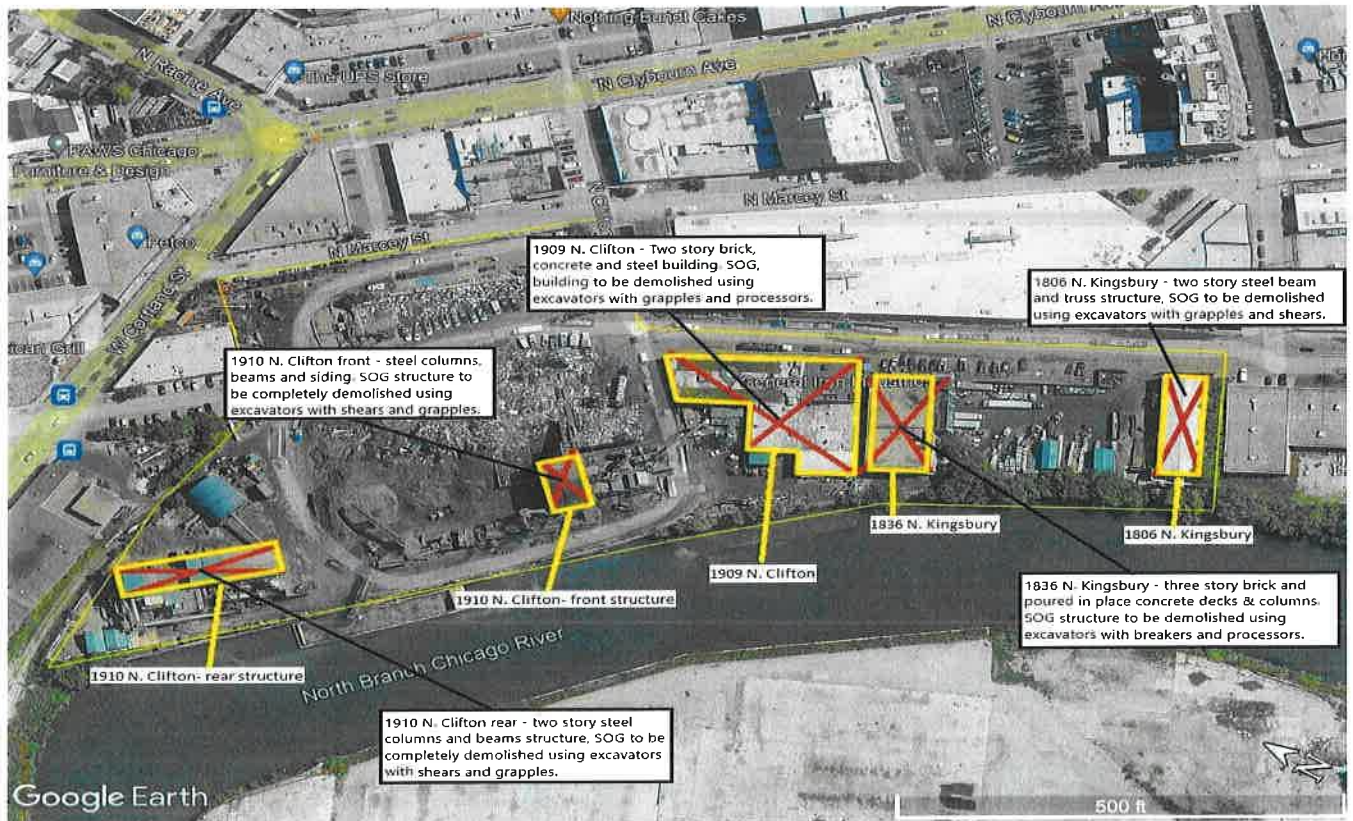 Nothing Bundt Cakes
N Clybourn Ave
N Racine Ave
The UPS Store
N Clybourn Ave
PAWS Chicago
Furniture & Design
N Marcey St
Petco
N Marcey St
W Cortland St
1909 N. Clifton - Two story brick,
concrete and steel building. SOG,
building to be demolished using
excavators with grapples and processors.
1806 N. Kingsbury - two story steel beam
and truss structure, SOG to be demolished
using excavators with grapples and shears.
Grill
1910 N. Clifton front - steel columns,
beams and siding. SOG structure to
be completely demolished using
excavators with shears and grapples.
General Iron
1836 N. Kingsbury
1806 N. Kingsbury
1909 N. Clifton
1910 N. Clifton- front structure
1836 N. Kingsbury - three story brick and
poured in place concrete decks & columns.
SOG structure to be demolished using
excavators with breakers and processors.
North Branch Chicago River
1910 N. Clifton- rear structure
1910 N. Clifton rear - two story steel
columns and beams structure, SOG to be
completely demolished using excavators
with shears and grapples.
Google Earth
N
500 ft